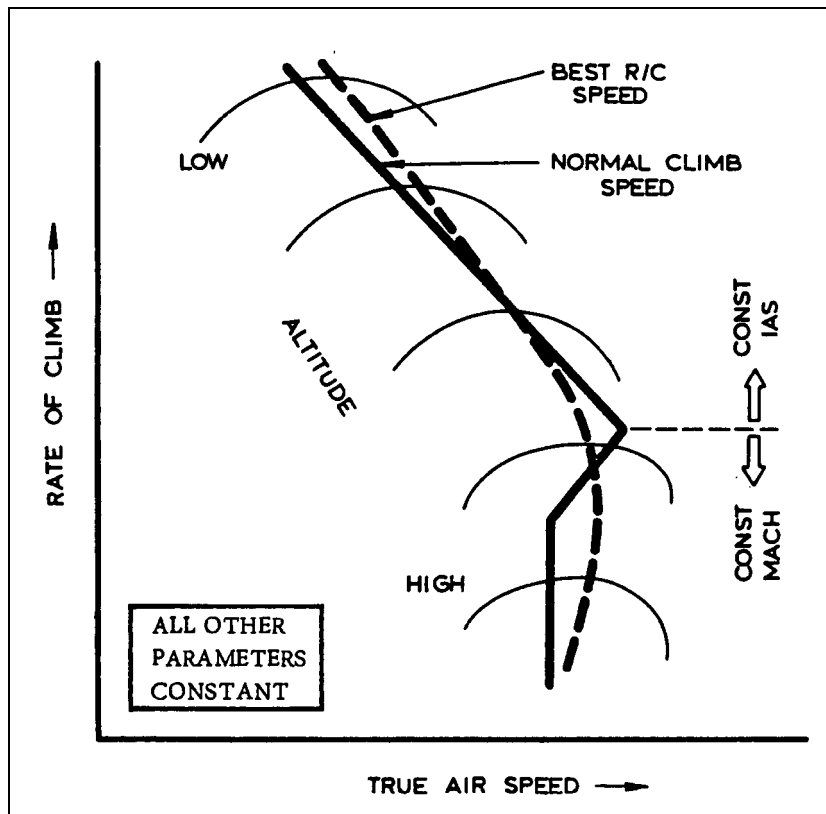 BEST R/C
SPEED
LOW
NORMAL CLIMB
SPEED
RATE OF CLIMB
ALTITUDE
CONST
IAS
CONST
MACH
HIGH
ALL OTHER
PARAMETERS
CONSTANT
TRUE AIR SPEED